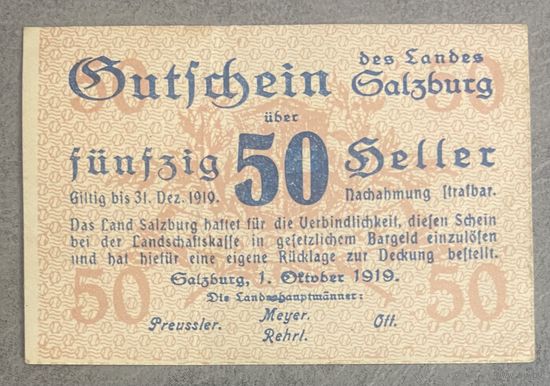 Gutschein des Landes Salzburg
über
fünfzig 50 Heller
Giltig bis 31. Dez. 1919. Nachahmung strafbar.
Das Land Salzburg haftet für die Verbindlichkeit, diesen Schein
bei der Landschaftskasse in gesetzlichem Bargeld einzulösen
und hat hiefür eine eigene Rücklage zur Deckung bestellt.
Salzburg, 1. Oktober 1919.
Die Landeshauptmänner:
Preussler. Meyer. Ott.
Rehrl.
50 50
50 50